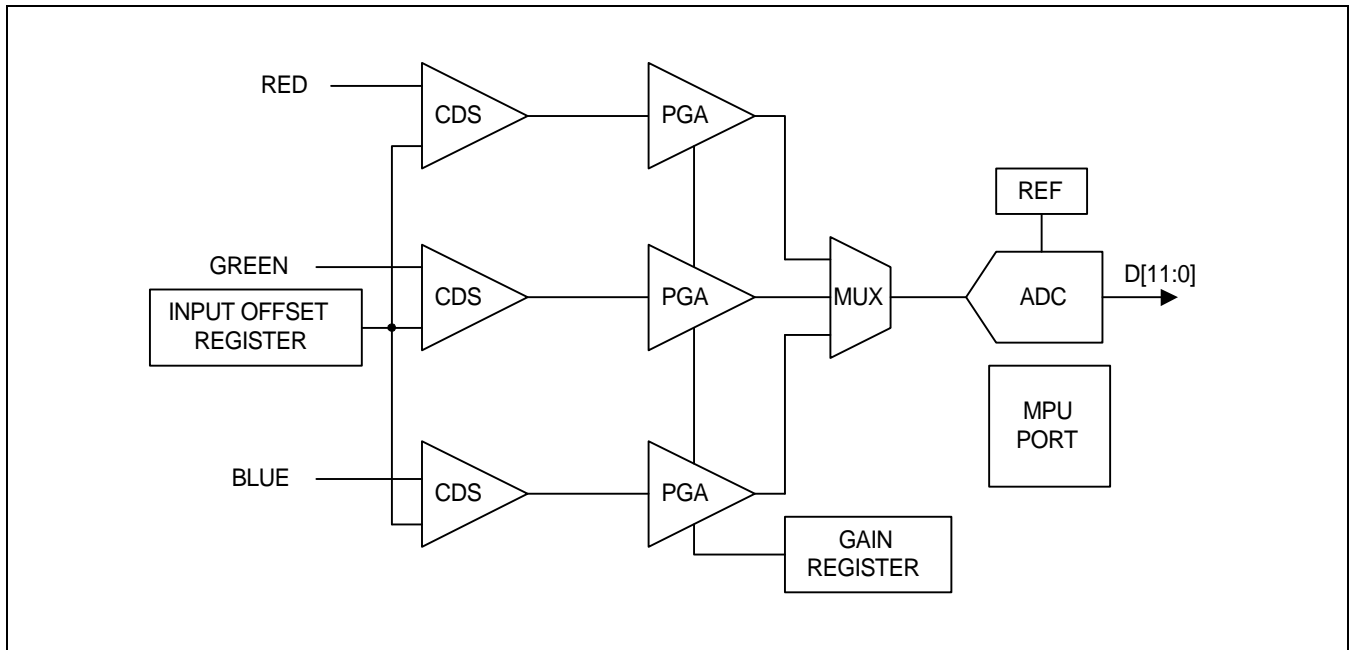 RED
CDS
PGA
REF
GREEN
CDS
PGA
MUX
ADC
D[11:0]
INPUT OFFSET
REGISTER
MPU
PORT
BLUE
CDS
PGA
GAIN
REGISTER